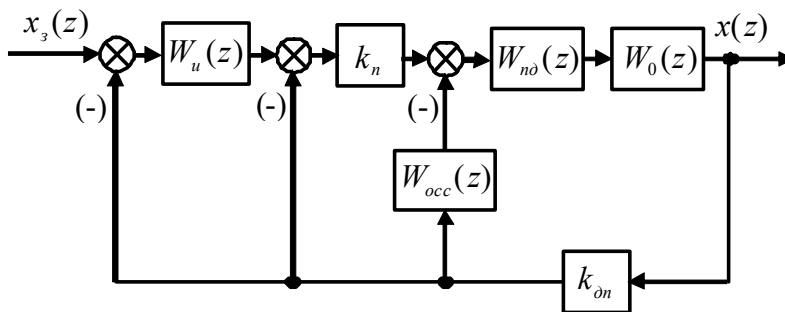 x_з(z)
W_и(z)
k_п
W_пд(z)
W_0(z)
x(z)
(-)
(-)
(-)
W_осс(z)
k_дп